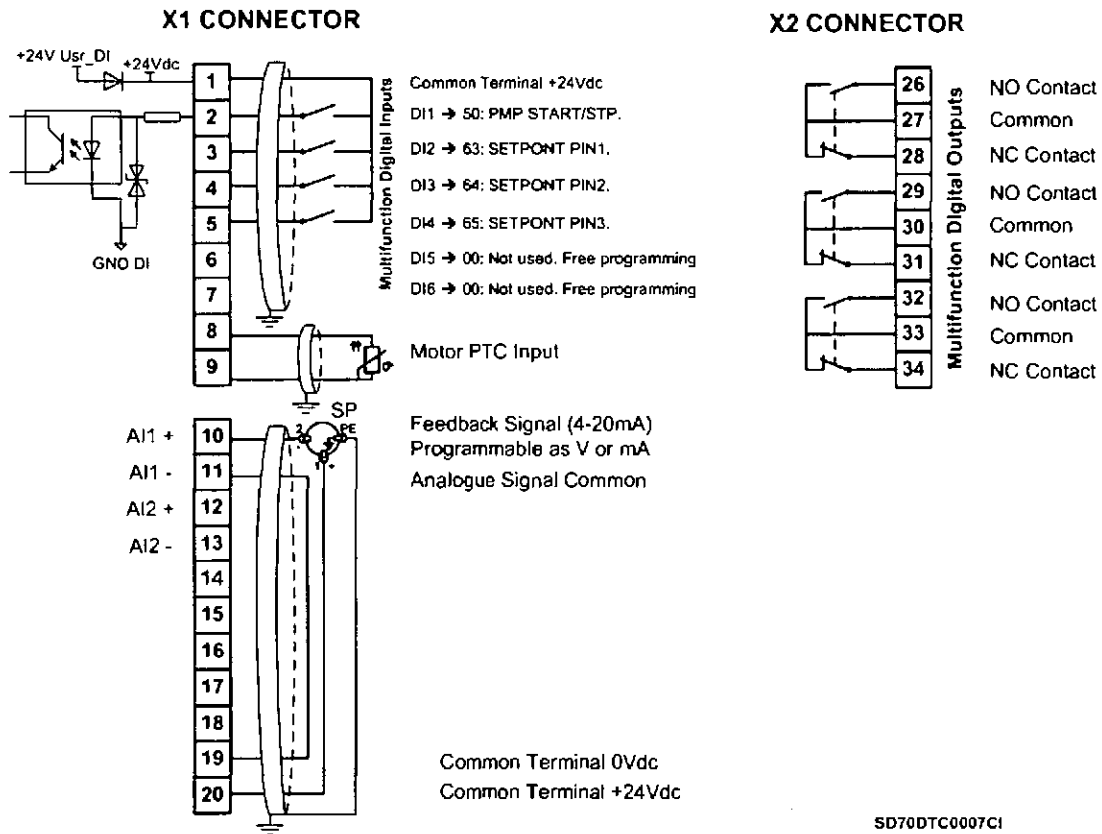 X1 CONNECTOR
+24V Usr_DI
+24Vdc
GND DI
1
2
3
4
5
6
7
8
9
Multifunction Digital Inputs
Common Terminal +24Vdc
DI1 → 50: PMP START/STP.
DI2 → 63: SETPONT PIN1.
DI3 → 64: SETPONT PIN2.
DI4 → 65: SETPONT PIN3.
DI5 → 00: Not used. Free programming
DI6 → 00: Not used. Free programming
Motor PTC Input
AI1 +
AI1 -
AI2 +
AI2 -
10
11
12
13
14
15
16
17
18
19
20
SP
2
PE
1
+
Feedback Signal (4-20mA)
Programmable as V or mA
Analogue Signal Common
Common Terminal 0Vdc
Common Terminal +24Vdc
X2 CONNECTOR
26
27
28
29
30
31
32
33
34
Multifunction Digital Outputs
NO Contact
Common
NC Contact
NO Contact
Common
NC Contact
NO Contact
Common
NC Contact
SD70DTC0007CI